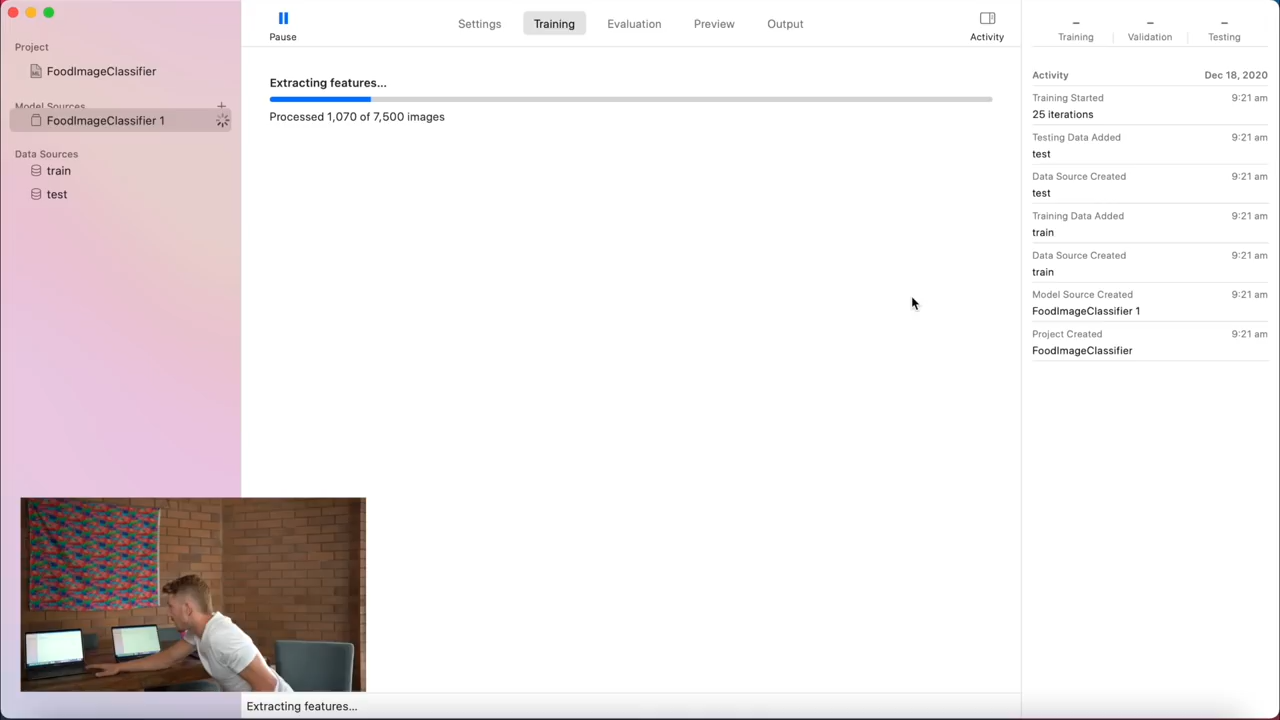 Project
FoodImageClassifier
Model Sources +
FoodImageClassifier 1
Data Sources
train
test
Pause
Settings Training Evaluation Preview Output
Activity
Extracting features...
Processed 1,070 of 7,500 images
Extracting features...
– – –
Training Validation Testing
Activity Dec 18, 2020
Training Started 9:21 am
25 iterations
Testing Data Added 9:21 am
test
Data Source Created 9:21 am
test
Training Data Added 9:21 am
train
Data Source Created 9:21 am
train
Model Source Created 9:21 am
FoodImageClassifier 1
Project Created 9:21 am
FoodImageClassifier